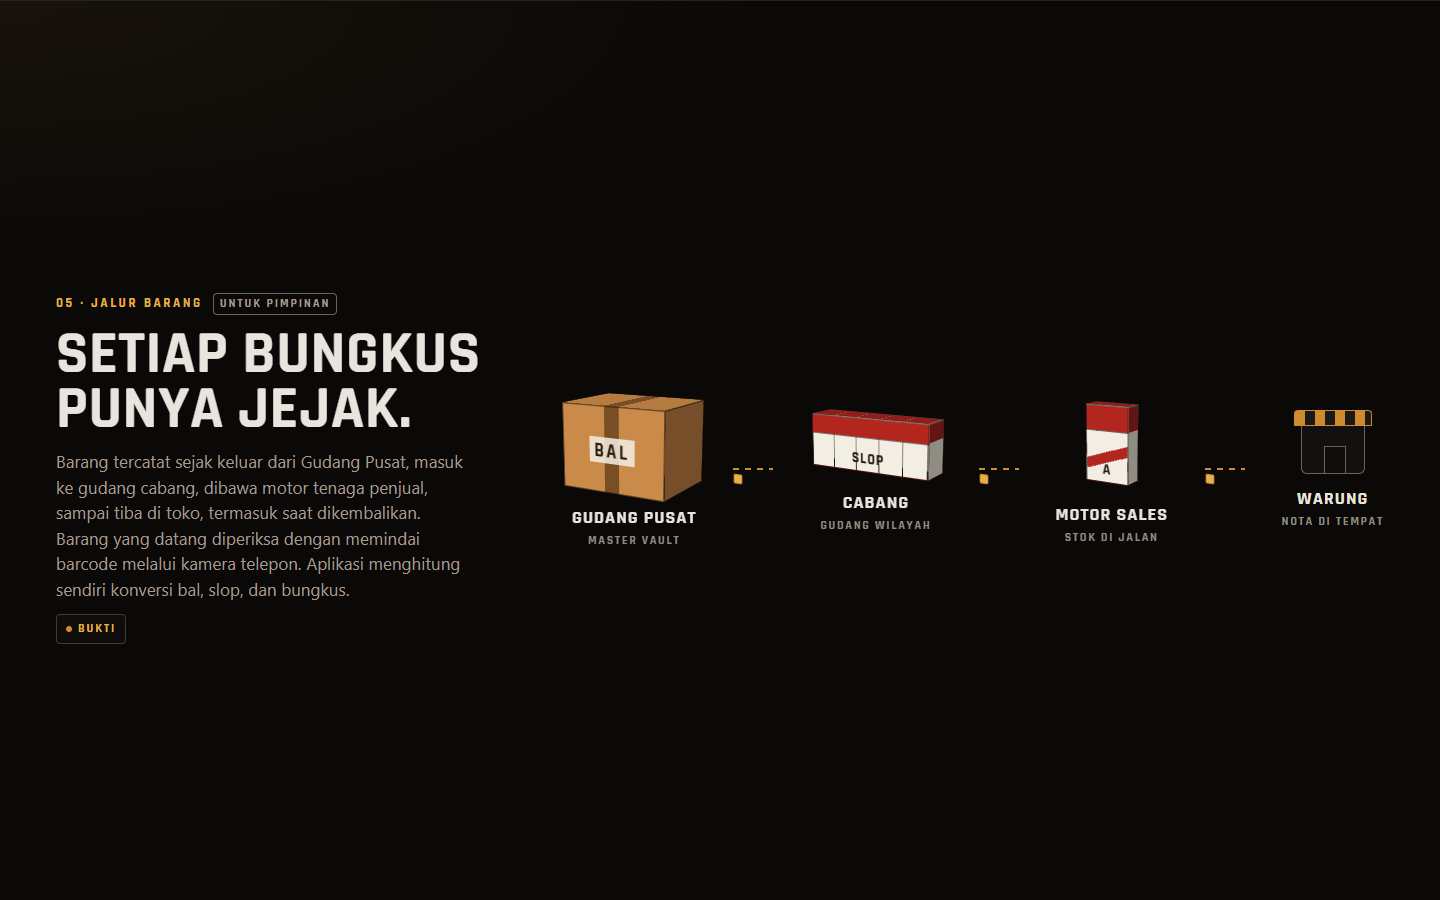 05 · JALUR BARANG
UNTUK PIMPINAN
SETIAP BUNGKUS
PUNYA JEJAK.
Barang tercatat sejak keluar dari Gudang Pusat, masuk
ke gudang cabang, dibawa motor tenaga penjual,
sampai tiba di toko, termasuk saat dikembalikan.
Barang yang datang diperiksa dengan memindai
barcode melalui kamera telepon. Aplikasi menghitung
sendiri konversi bal, slop, dan bungkus.
BUKTI
BAL
GUDANG PUSAT
MASTER VAULT
SLOP
CABANG
GUDANG WILAYAH
A
MOTOR SALES
STOK DI JALAN
WARUNG
NOTA DI TEMPAT